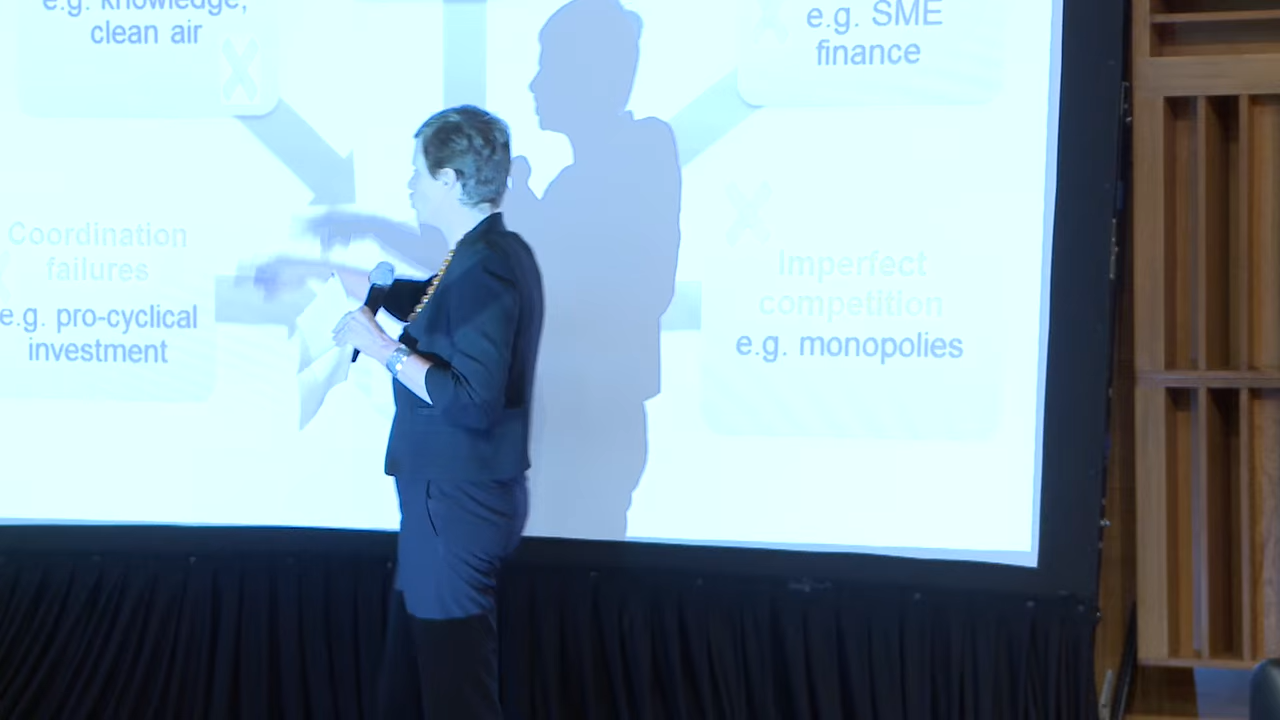 e.g. knowledge,
clean air
e.g. SME
finance
Coordination
failures
e.g. pro-cyclical
investment
Imperfect
competition
e.g. monopolies